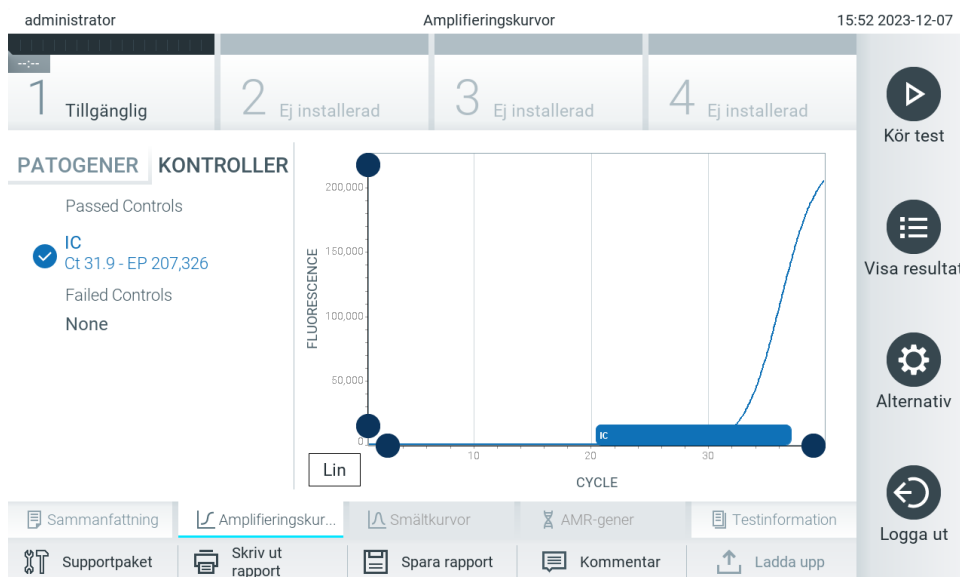 administrator
Amplifieringskurvor
15:52 2023-12-07
--:--
1 Tillgänglig
2 Ej installerad
3 Ej installerad
4 Ej installerad
Kör test
Visa resultat
Alternativ
Logga ut
PATOGENER
KONTROLLER
Passed Controls
IC
Ct 31.9 - EP 207,326
Failed Controls
None
FLUORESCENCE
200,000
150,000
100,000
50,000
0
IC
10
20
30
CYCLE
Lin
Sammanfattning
Amplifieringskur...
Smältkurvor
AMR-gener
Testinformation
Supportpaket
Skriv ut
rapport
Spara rapport
Kommentar
Ladda upp